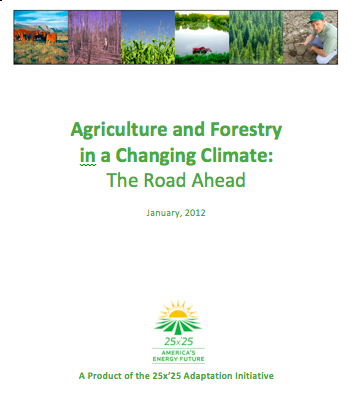 Agriculture and Forestry
in a Changing Climate:
The Road Ahead
January, 2012
25x'25
AMERICA'S
ENERGY FUTURE
A Product of the 25x'25 Adaptation Initiative